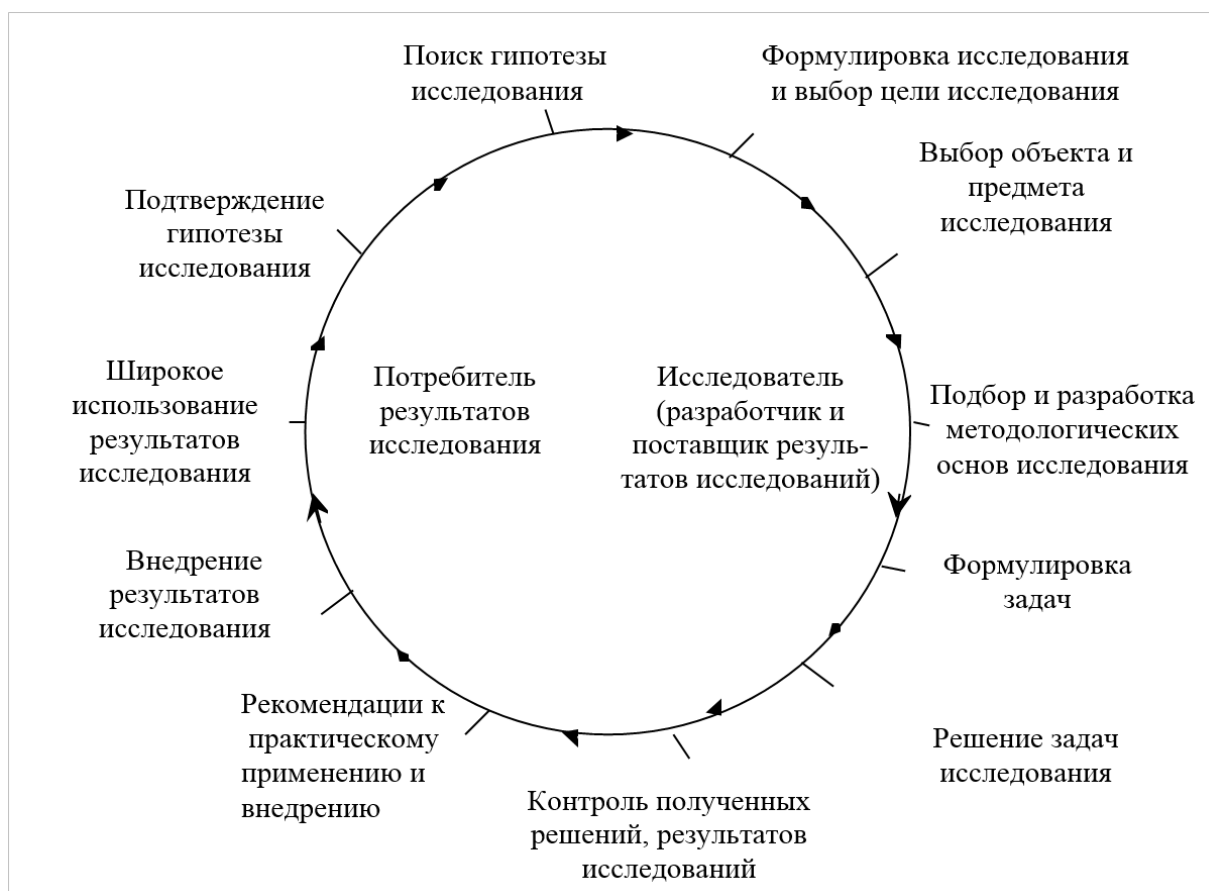 Поиск гипотезы
исследования
Формулировка исследования
и выбор цели исследования
Выбор объекта и
предмета
исследования
Подбор и разработка
методологических
основ исследования
Формулировка
задач
Решение задач
исследования
Контроль полученных
решений, результатов
исследований
Рекомендации к
практическому
применению и
внедрению
Внедрение
результатов
исследования
Широкое
использование
результатов
исследования
Подтверждение
гипотезы
исследования
Потребитель
результатов
исследования
Исследователь
(разработчик и
поставщик резуль-
татов исследований)